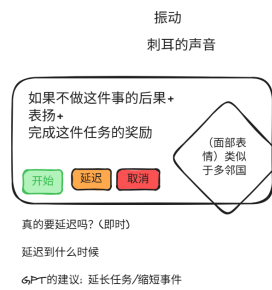 振动
刺耳的声音
如果不做这件事的后果+
表扬+
完成这件任务的奖励
（面部表
情）类似
于多邻国
开始
延迟
取消
真的要延迟吗？(即时)
延迟到什么时候
GPT的建议：延长任务/缩短事件